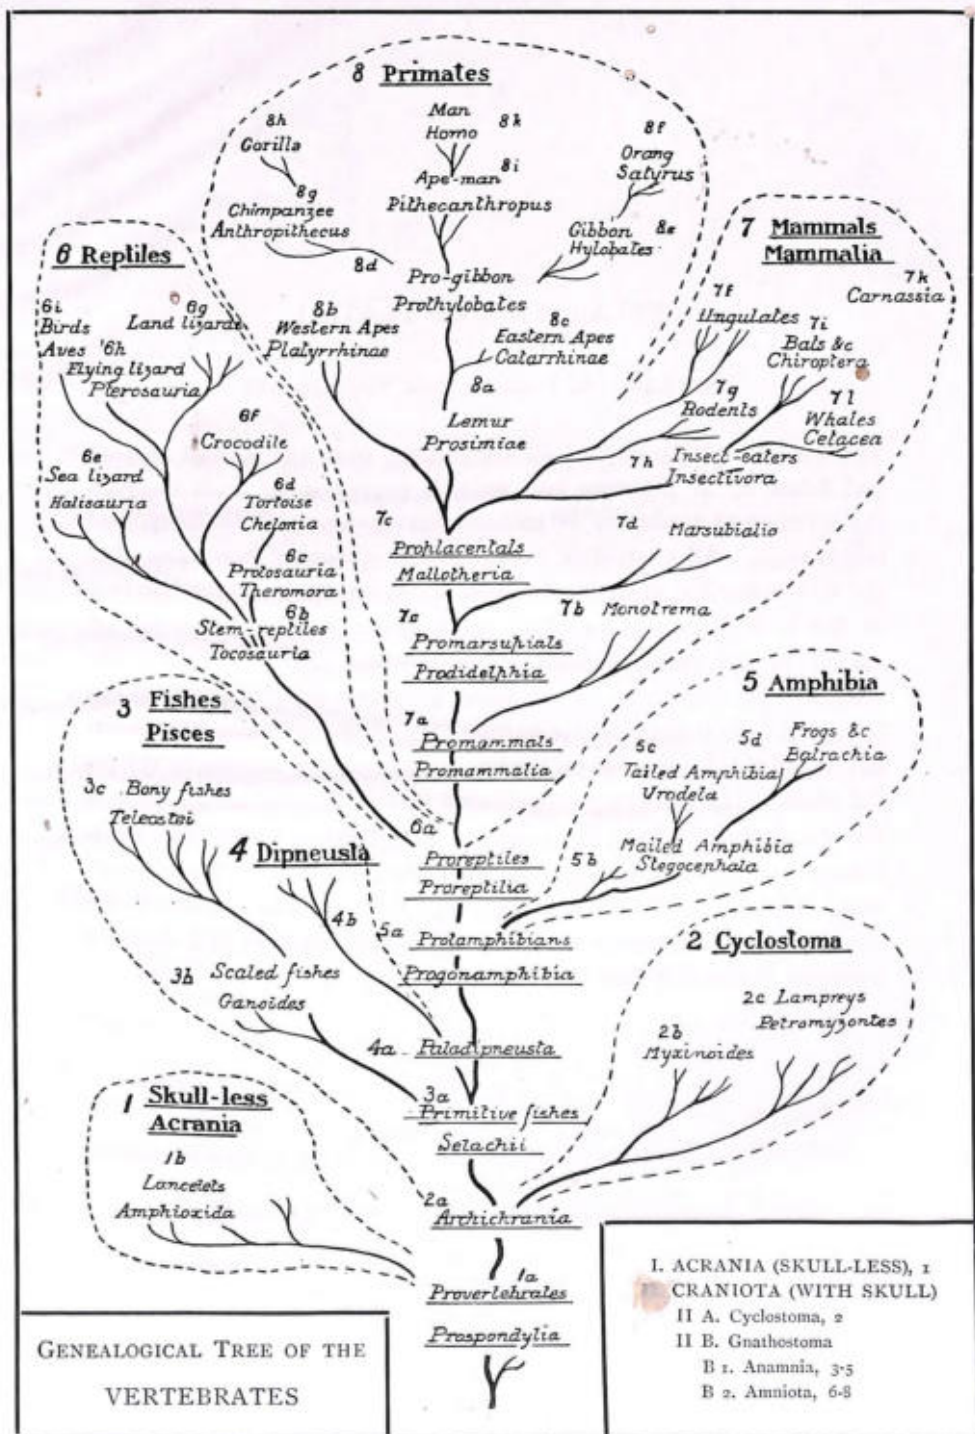 8 Primates
8h
Gorilla
Man
Homo 8k
8f
Orang
Satyrus
8i
Ape-man
Pithecanthropus
8g
Chimpanzee
Anthropithecus
Gibbon 8e
Hylobates
8d
Pro-gibbon
Prothylobates
6 Reptiles
7 Mammals
Mammalia
7k
Carnassia
6i
Birds
Aves
6g
Land lizards
6h
Flying lizard
Pterosauria
8b
Western Apes
Platyrrhinae
8c
Eastern Apes
Catarrhinae
8a
Lemur
Prosimiae
7f
Ungulates
7i
Bats &c
Chiroptera
7g
Rodents
7l
Whales
Cetacea
7h
Insect-eaters
Insectivora
6f
Crocodile
6e
Sea lizard
Halisauria
6d
Tortoise
Chelonia
6c
Protosauria
Theromora
6b
Stem-reptiles
Tocosauria
7c
Prohlacentals
Mallotheria
7d
Marsubialio
7b
Monotrema
7c
Promarsupials
Prodidelphia
7a
Promammals
Promammalia
3 Fishes
Pisces
5 Amphibia
3c Bony fishes
Teleostei
5c
Tailed Amphibia
Urodela
5d
Frogs &c
Batrachia
4 Dipneusta
4b
6a
Proreptiles
Proreptilia
5b
Mailed Amphibia
Stegocephala
5a
Protamphibians
Progonamphibia
2 Cyclostoma
3b
Scaled fishes
Ganoides
2c Lampreys
Petromyzontes
2b
Myxinoides
4a Paladipneusta
3a
Primitive fishes
Selachii
1 Skull-less
Acrania
1b
Lancelets
Amphioxida
2a
Archichrania
1a
Provertebrates
Prospondylia
GENEALOGICAL TREE OF THE
VERTEBRATES
I. ACRANIA (SKULL-LESS), 1
CRANIOTA (WITH SKULL)
II A. Cyclostoma, 2
II B. Gnathostoma
B 1. Anamnia, 3-5
B 2. Amniota, 6-8